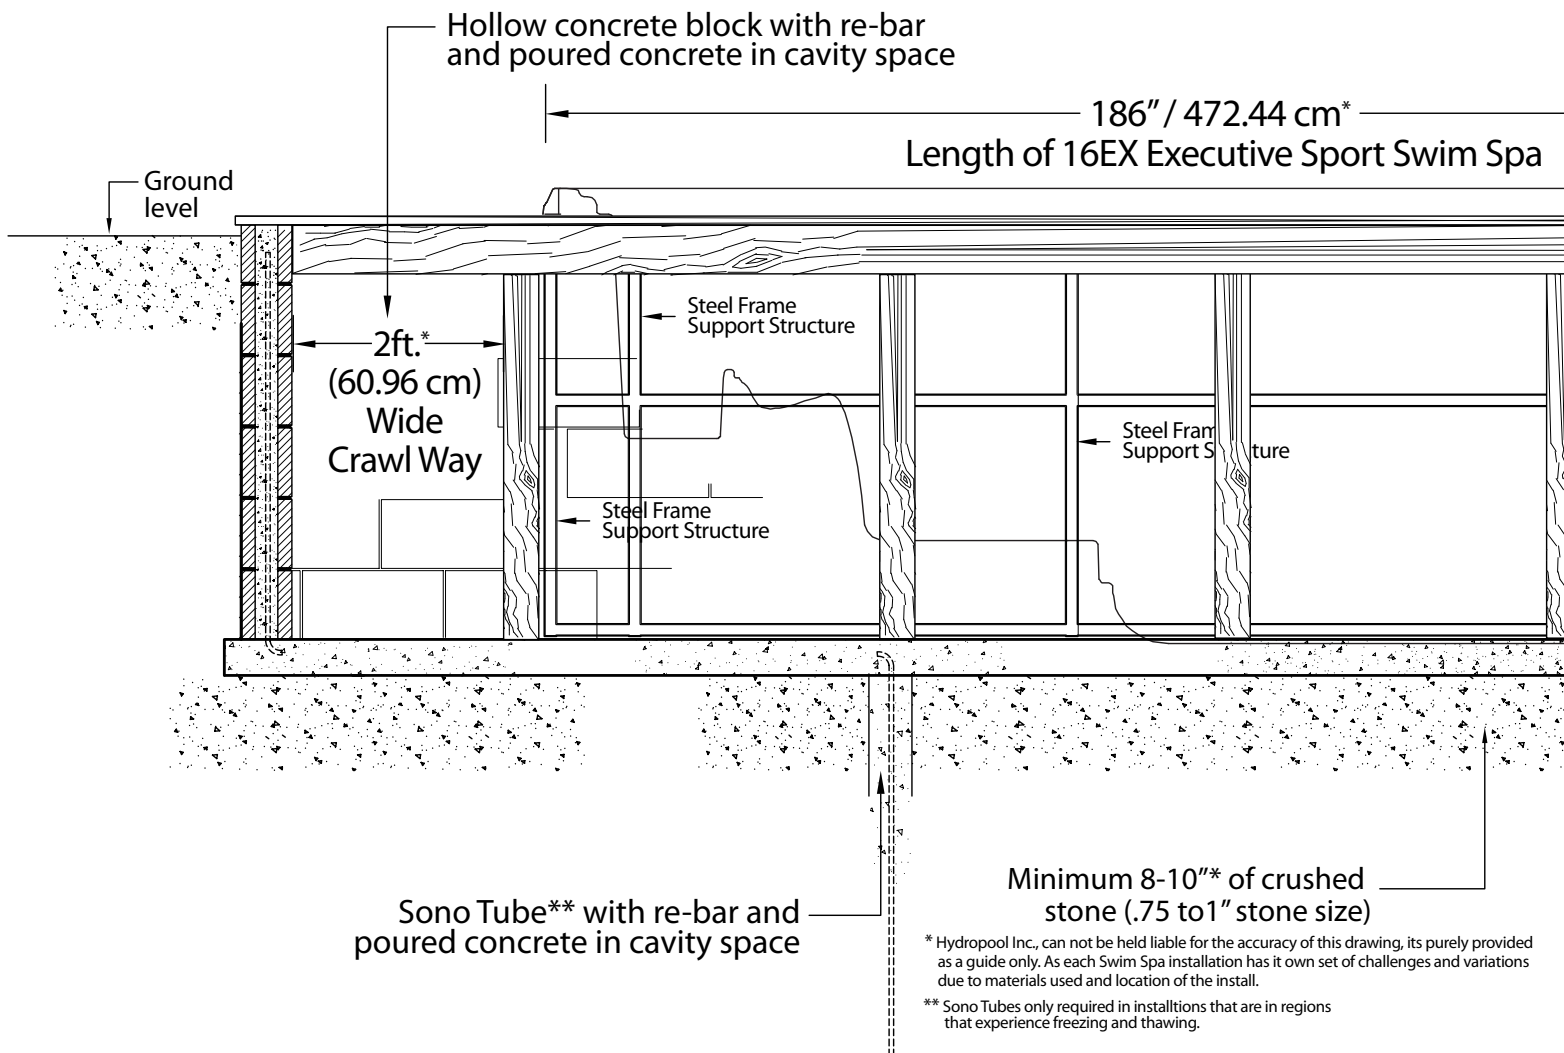 Hollow concrete block with re-bar
and poured concrete in cavity space
186" / 472.44 cm*
Length of 16EX Executive Sport Swim Spa
Ground
level
Steel Frame
Support Structure
2ft.*
(60.96 cm)
Wide
Crawl Way
Steel Fram
Support S ture
Steel Frame
Support Structure
Sono Tube** with re-bar and
poured concrete in cavity space
Minimum 8-10"* of crushed
stone (.75 to1" stone size)
* Hydropool Inc., can not be held liable for the accuracy of this drawing, its purely provided
as a guide only. As each Swim Spa installation has it own set of challenges and variations
due to materials used and location of the install.
** Sono Tubes only required in installtions that are in regions
that experience freezing and thawing.